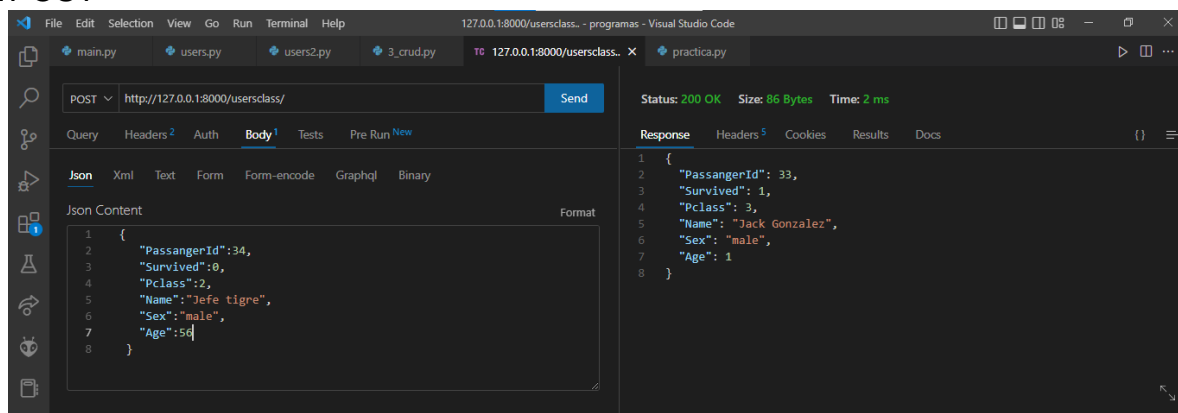 File Edit Selection View Go Run Terminal Help 127.0.0.1:8000/usersclass.. - programas - Visual Studio Code
main.py users.py users2.py 3_crud.py TC 127.0.0.1:8000/usersclass.. practica.py
POST http://127.0.0.1:8000/usersclass/ Send
Query Headers 2 Auth Body 1 Tests Pre Run New
Json Xml Text Form Form-encode Graphql Binary
Json Content Format
1 {
2 "PassangerId":34,
3 "Survived":0,
4 "Pclass":2,
5 "Name":"Jefe tigre",
6 "Sex":"male",
7 "Age":56
8 }
Status: 200 OK Size: 86 Bytes Time: 2 ms
Response Headers 5 Cookies Results Docs {}
1 {
2 "PassangerId": 33,
3 "Survived": 1,
4 "Pclass": 3,
5 "Name": "Jack Gonzalez",
6 "Sex": "male",
7 "Age": 1
8 }
1